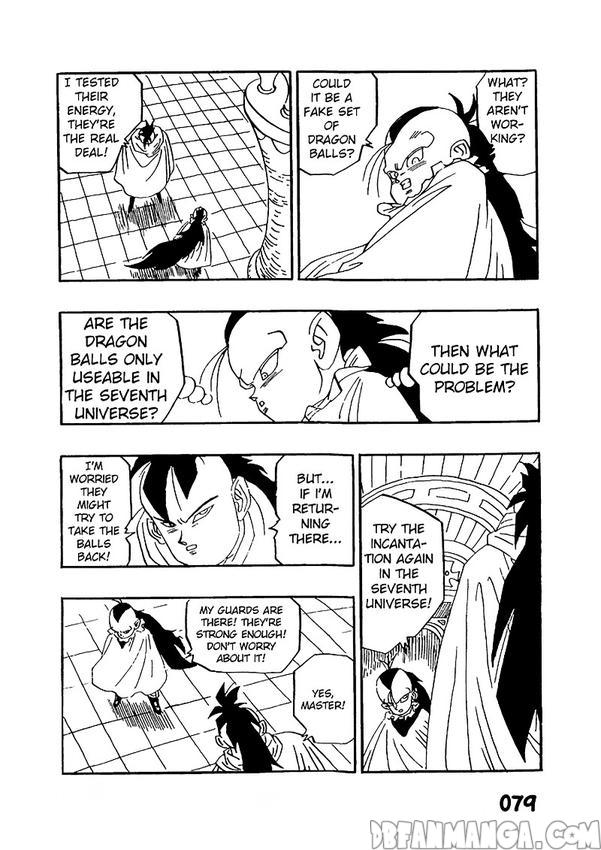 WHAT?
THEY
AREN'T
WOR-
KING?
COULD
IT BE A
FAKE SET
OF
DRAGON
BALLS?
I TESTED
THEIR
ENERGY,
THEY'RE
THE REAL
DEAL!
THEN WHAT
COULD BE THE
PROBLEM?
ARE THE
DRAGON
BALLS ONLY
USEABLE IN
THE SEVENTH
UNIVERSE?
TRY THE
INCANTA-
TION AGAIN
IN THE
SEVENTH
UNIVERSE!
BUT...
IF I'M
RETUR-
NING
THERE...
I'M
WORRIED
THEY
MIGHT
TRY TO
TAKE THE
BALLS
BACK!
MY GUARDS ARE
THERE! THEY'RE
STRONG ENOUGH!
DON'T WORRY
ABOUT IT!
YES,
MASTER!
079
DBFANMANGA.COM